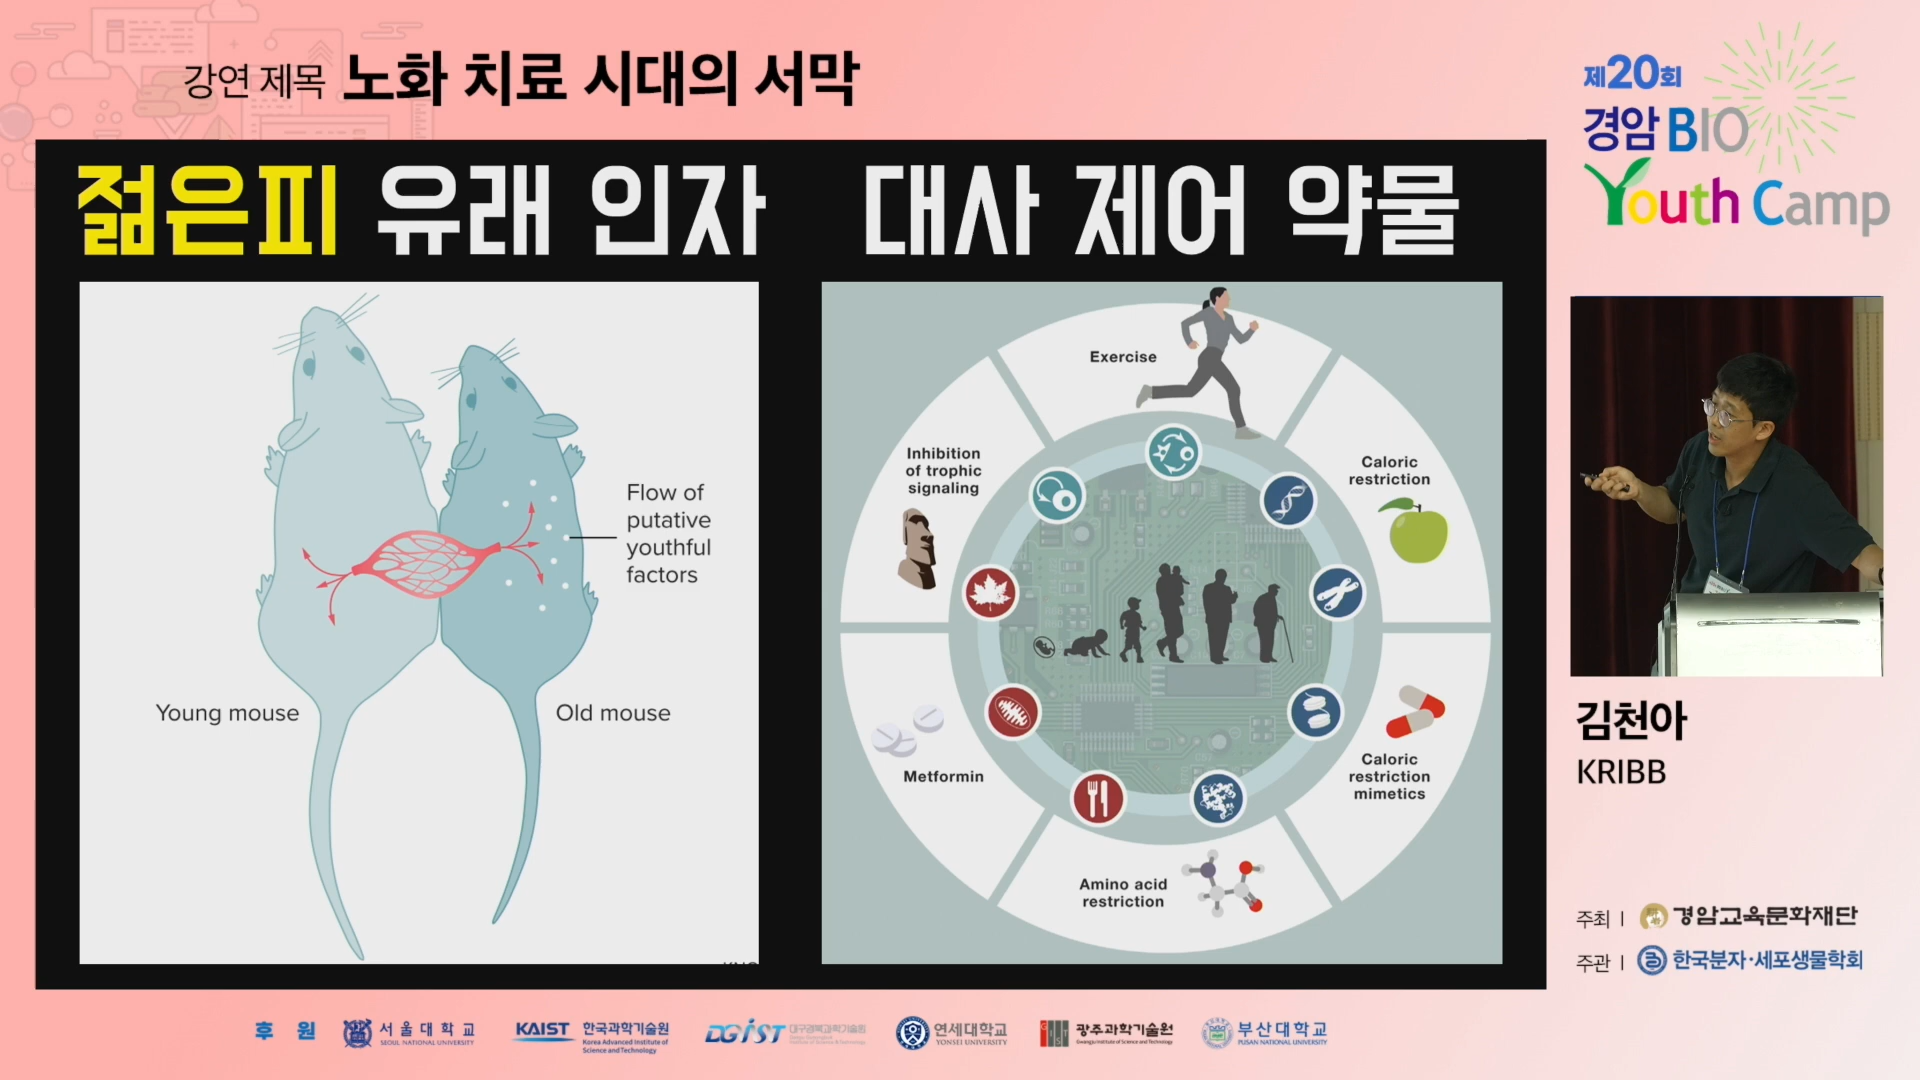 강연 제목 노화 치료 시대의 서막
제20회
경암 BIO
Youth Camp
젊은피 유래 인자
대사 제어 약물
Flow of
putative
youthful
factors
Young mouse
Old mouse
Exercise
Inhibition
of trophic
signaling
Caloric
restriction
Metformin
Caloric
restriction
mimetics
Amino acid
restriction
김천아
KRIBB
주최 | 경암교육문화재단
주관 | 한국분자·세포생물학회
후 원
서울대학교
SEOUL NATIONAL UNIVERSITY
KAIST 한국과학기술원
Korea Advanced Institute of
Science and Technology
DGIST 대구경북과학기술원
연세대학교
YONSEI UNIVERSITY
광주과학기술원
Gwangju Institute of Science and Technology
부산대학교
PUSAN NATIONAL UNIVERSITY